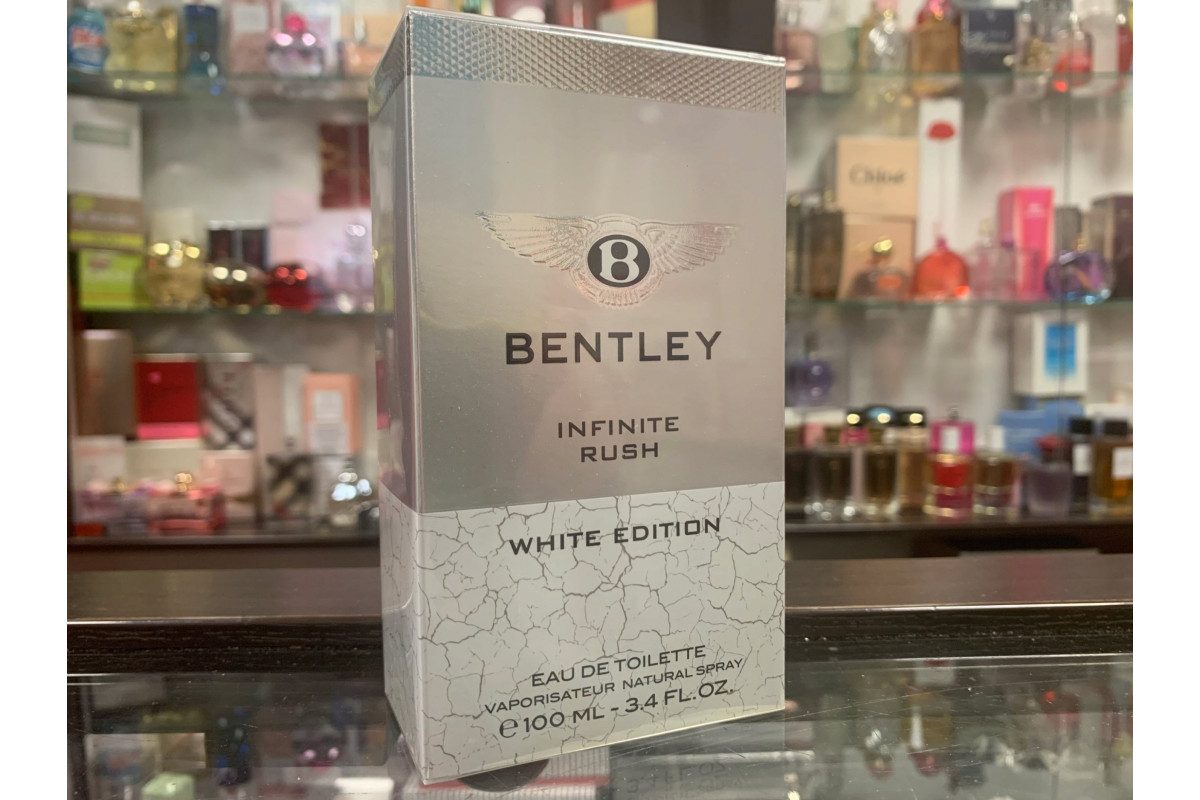 B
BENTLEY
INFINITE
RUSH
WHITE EDITION
EAU DE TOILETTE
VAPORISATEUR NATURAL SPRAY
℮ 100 ML - 3.4 FL.OZ.
Chloé